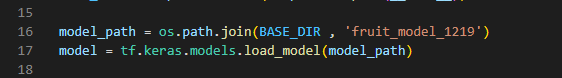 15
16 model_path = os.path.join(BASE_DIR , 'fruit_model_1219')
17 model = tf.keras.models.load_model(model_path)
18